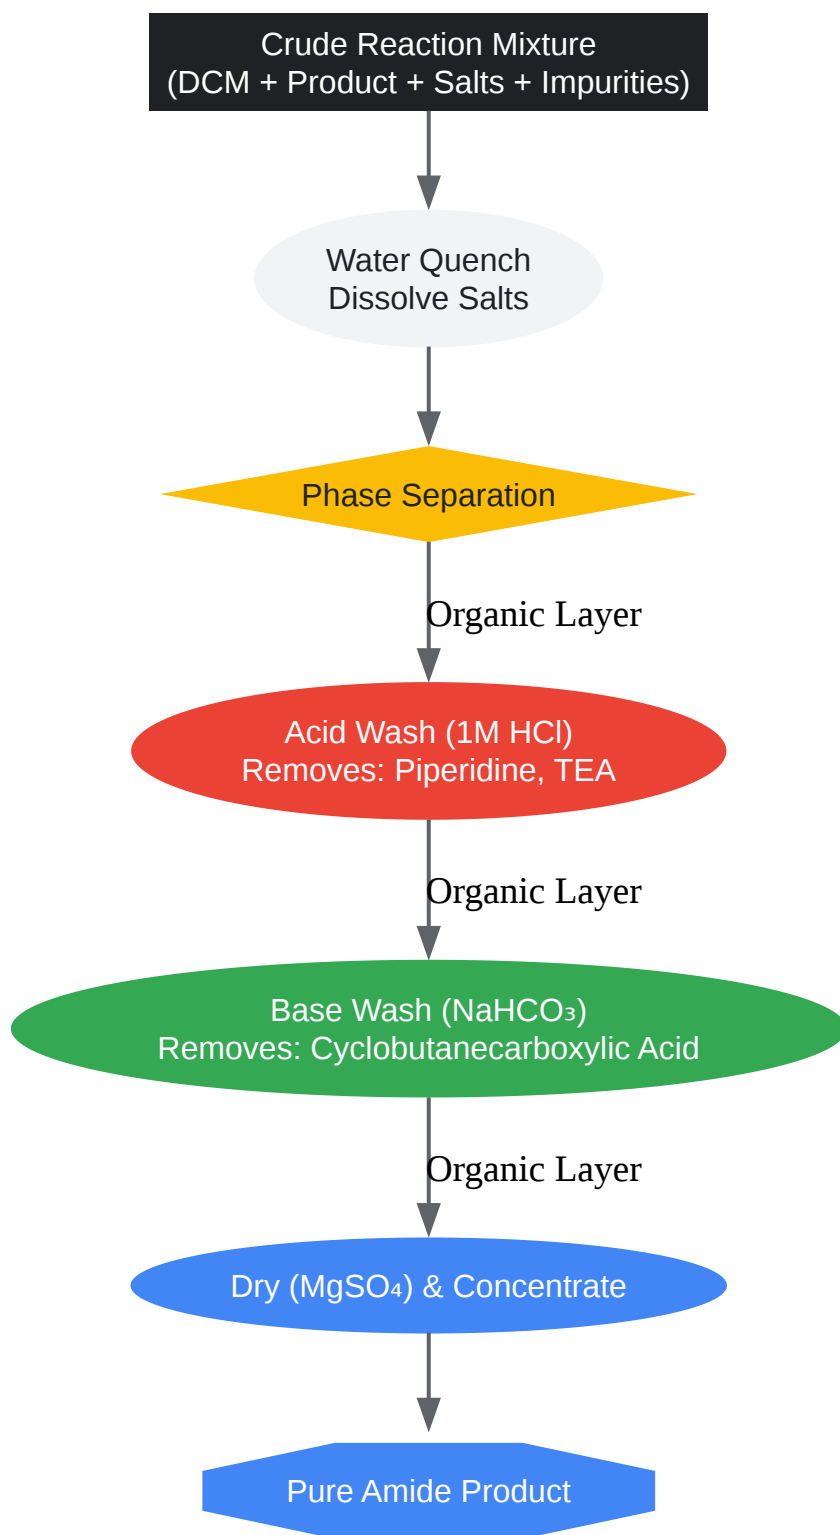 Crude Reaction Mixture
(DCM + Product + Salts + Impurities)
Water Quench
Dissolve Salts
Phase Separation
Organic Layer
Acid Wash (1M HCl)
Removes: Piperidine, TEA
Organic Layer
Base Wash (NaHCO₃)
Removes: Cyclobutanecarboxylic Acid
Organic Layer
Dry (MgSO₄) & Concentrate
Pure Amide Product